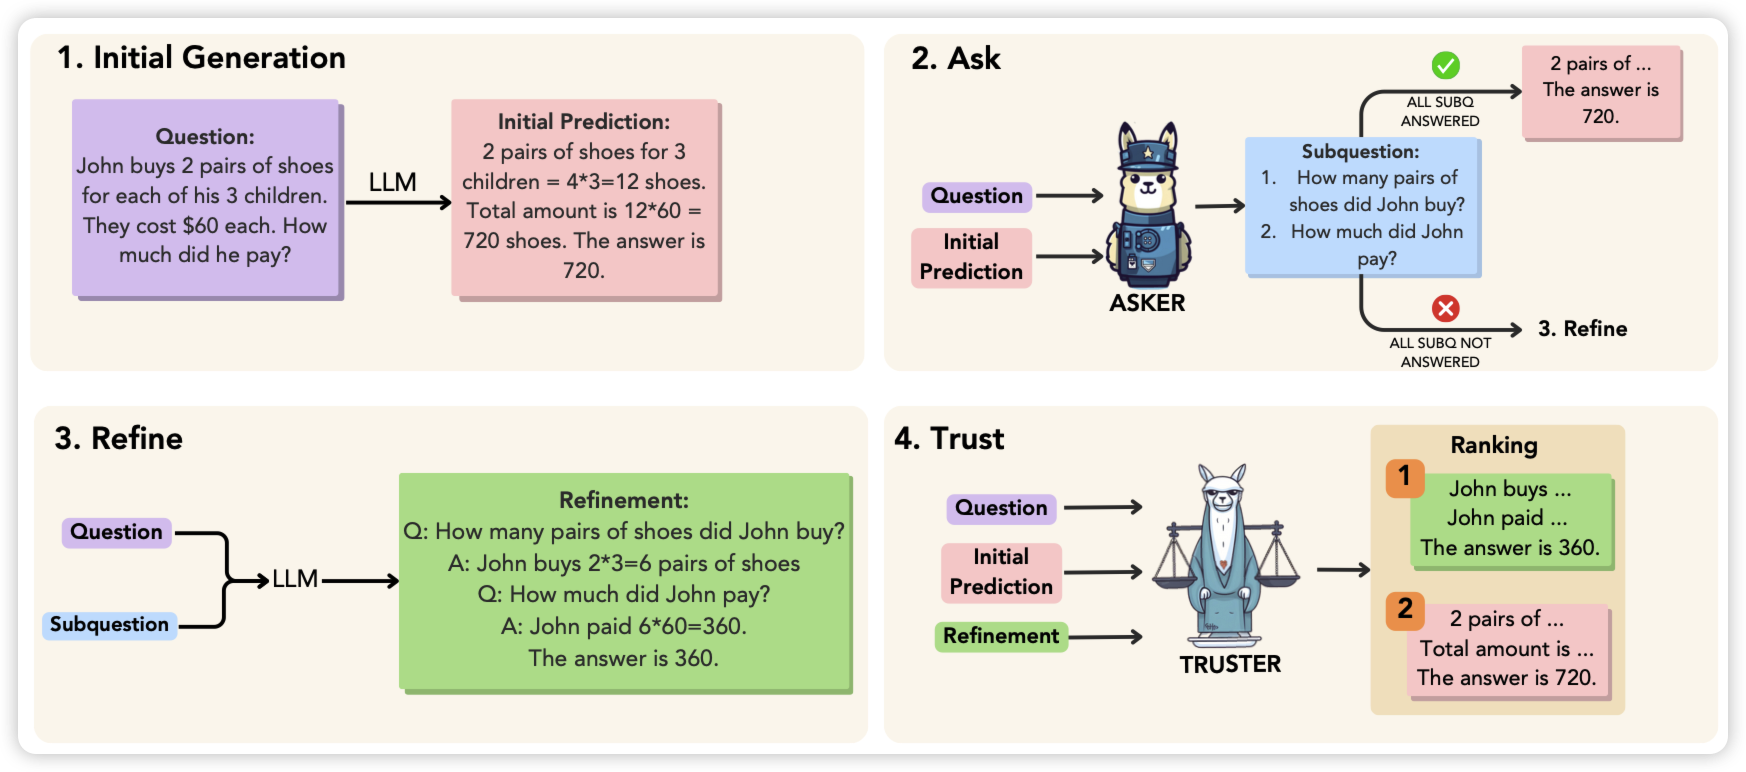 1. Initial Generation
Question:
John buys 2 pairs of shoes
for each of his 3 children.
They cost $60 each. How
much did he pay?
LLM
Initial Prediction:
2 pairs of shoes for 3
children = 4*3=12 shoes.
Total amount is 12*60 =
720 shoes. The answer is
720.
2. Ask
Question
Initial
Prediction
ASKER
Subquestion:
1. How many pairs of
shoes did John buy?
2. How much did John
pay?
ALL SUBQ
ANSWERED
2 pairs of ...
The answer is
720.
ALL SUBQ NOT
ANSWERED
3. Refine
3. Refine
Question
Subquestion
LLM
Refinement:
Q: How many pairs of shoes did John buy?
A: John buys 2*3=6 pairs of shoes
Q: How much did John pay?
A: John paid 6*60=360.
The answer is 360.
4. Trust
Question
Initial
Prediction
Refinement
TRUSTER
Ranking
1
John buys ...
John paid ...
The answer is 360.
2
2 pairs of ...
Total amount is ...
The answer is 720.